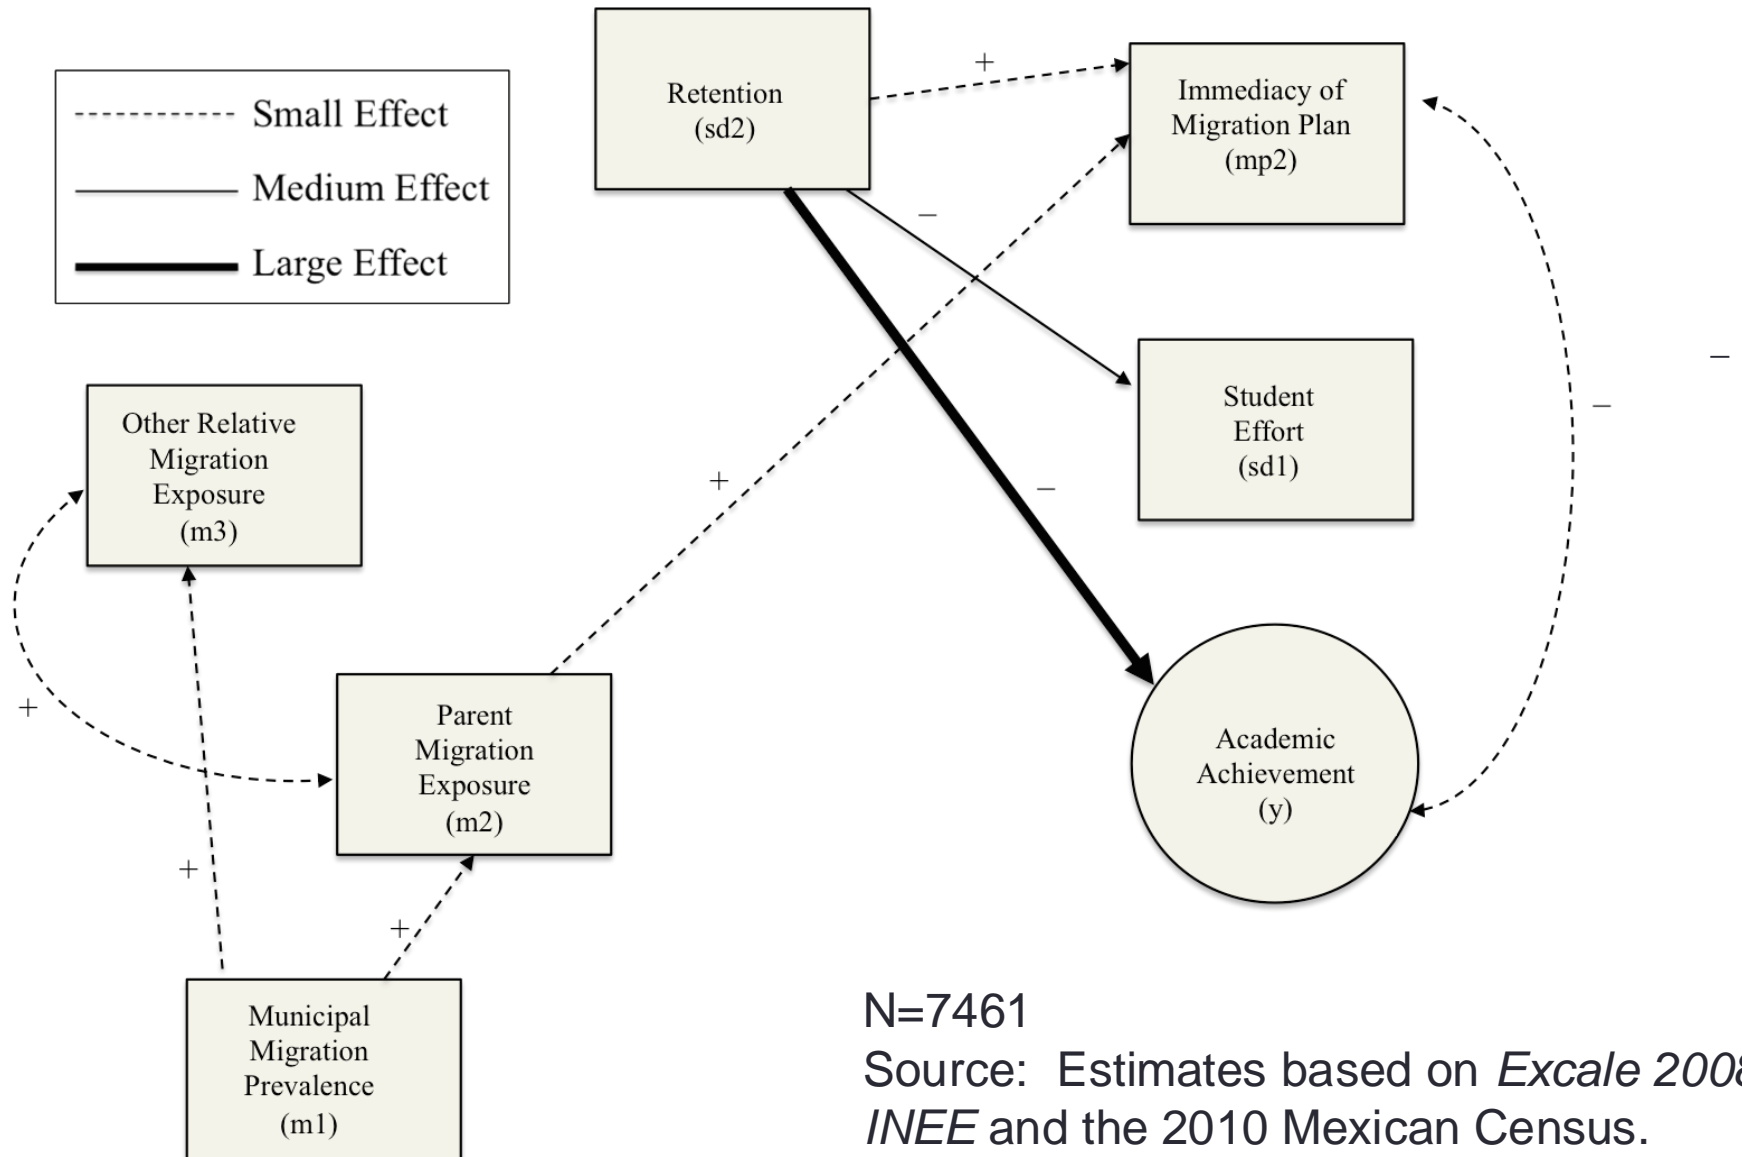 Small Effect
Medium Effect
Large Effect
Retention
(sd2)
+
Immediacy of
Migration Plan
(mp2)
–
–
–
Student
Effort
(sd1)
Other Relative
Migration
Exposure
(m3)
+
–
+
Parent
Migration
Exposure
(m2)
Academic
Achievement
(y)
+
+
Municipal
Migration
Prevalence
(m1)
N=7461
Source: Estimates based on Excale 2008
INEE and the 2010 Mexican Census.